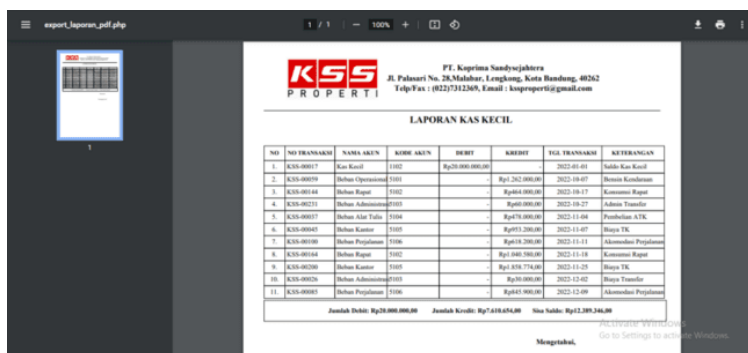 export_laporan_pdf.php
1 / 1
100%
1
KSS
PROPERTI
PT. Koprima Sandysejahtera
Jl. Palasari No. 28,Malabar, Lengkong, Kota Bandung, 40262
Telp/Fax : (022)7312369, Email : kssproperti@gmail.com
LAPORAN KAS KECIL
NO NO TRANSAKSI NAMA AKUN KODE AKUN DEBIT KREDIT TGL TRANSAKSI KETERANGAN
1. KSS-00017 Kas Kecil 1102 Rp20.000.000,00 - 2022-01-01 Saldo Kas Kecil
2. KSS-00059 Beban Operasional 5101 - Rp1.262.000,00 2022-10-07 Bensin Kendaraan
3. KSS-00144 Beban Rapat 5102 - Rp464.000,00 2022-10-17 Konsumsi Rapat
4. KSS-00231 Beban Administrasi 5103 - Rp60.000,00 2022-10-27 Admin Transfer
5. KSS-00037 Beban Alat Tulis 5104 - Rp478.000,00 2022-11-04 Pembelian ATK
6. KSS-00045 Beban Kantor 5105 - Rp953.200,00 2022-11-07 Biaya TK
7. KSS-00100 Beban Perjalanan 5106 - Rp618.200,00 2022-11-11 Akomodasi Perjalanan
8. KSS-00164 Beban Rapat 5102 - Rp1.040.580,00 2022-11-18 Konsumsi Rapat
9. KSS-00200 Beban Kantor 5105 - Rp1.858.774,00 2022-11-25 Biaya TK
10. KSS-00026 Beban Administrasi 5103 - Rp30.000,00 2022-12-02 Biaya Transfer
11. KSS-00085 Beban Perjalanan 5106 - Rp845.900,00 2022-12-09 Akomodasi Perjalanan
Jumlah Debit: Rp20.000.000,00 Jumlah Kredit: Rp7.610.654,00 Sisa Saldo: Rp12.389.346,00
Mengetahui,
Activate Windows
Go to Settings to activate Windows.